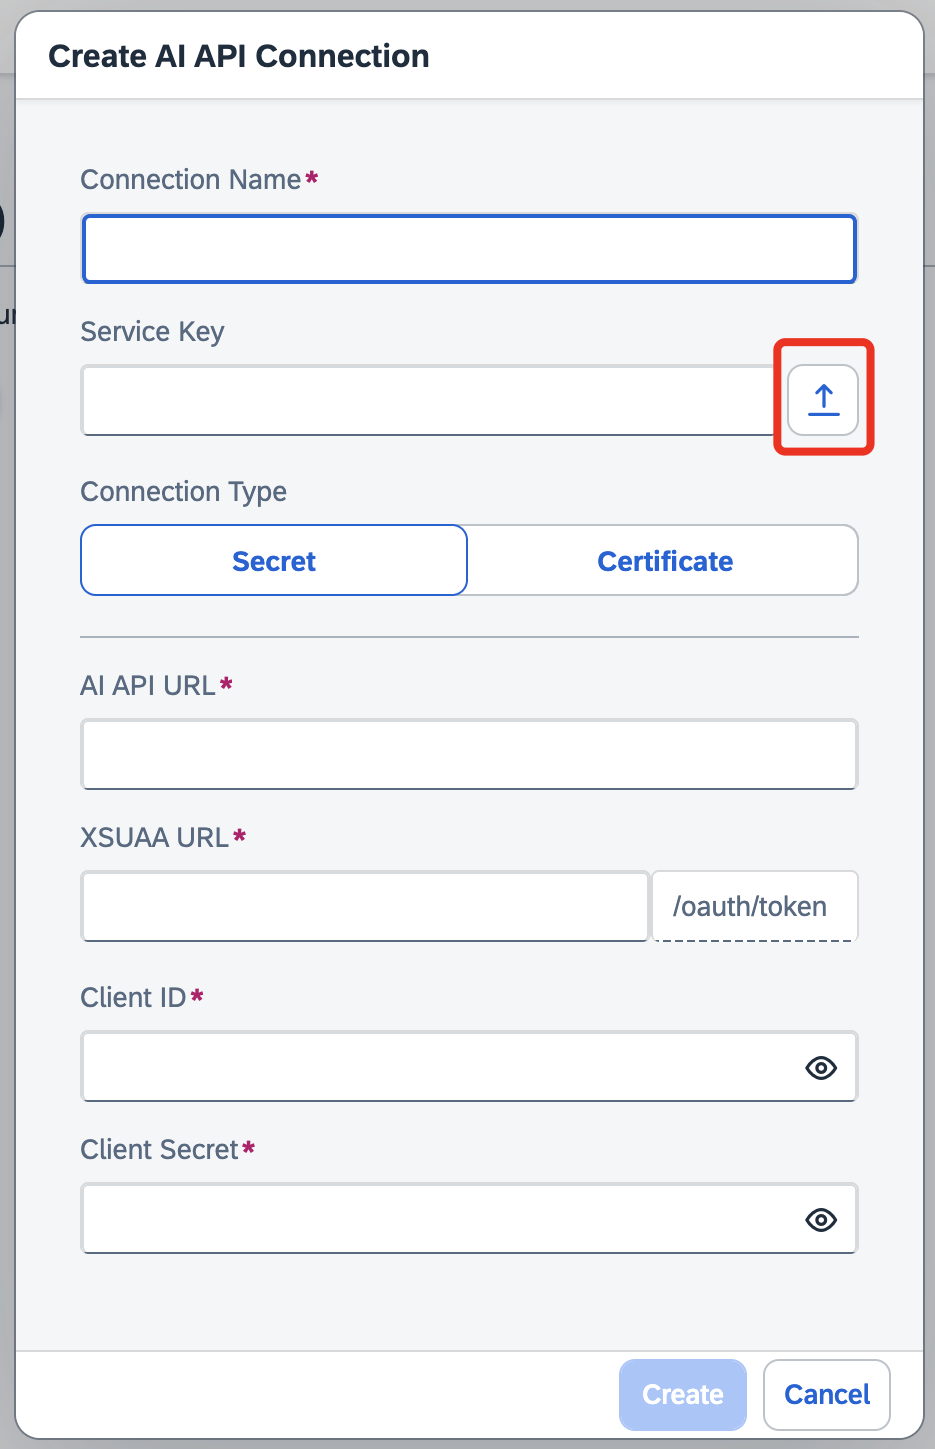 Create AI API Connection
Connection Name*
Service Key
Connection Type
Secret Certificate
AI API URL*
XSUAA URL*
/oauth/token
Client ID*
Client Secret*
Create Cancel